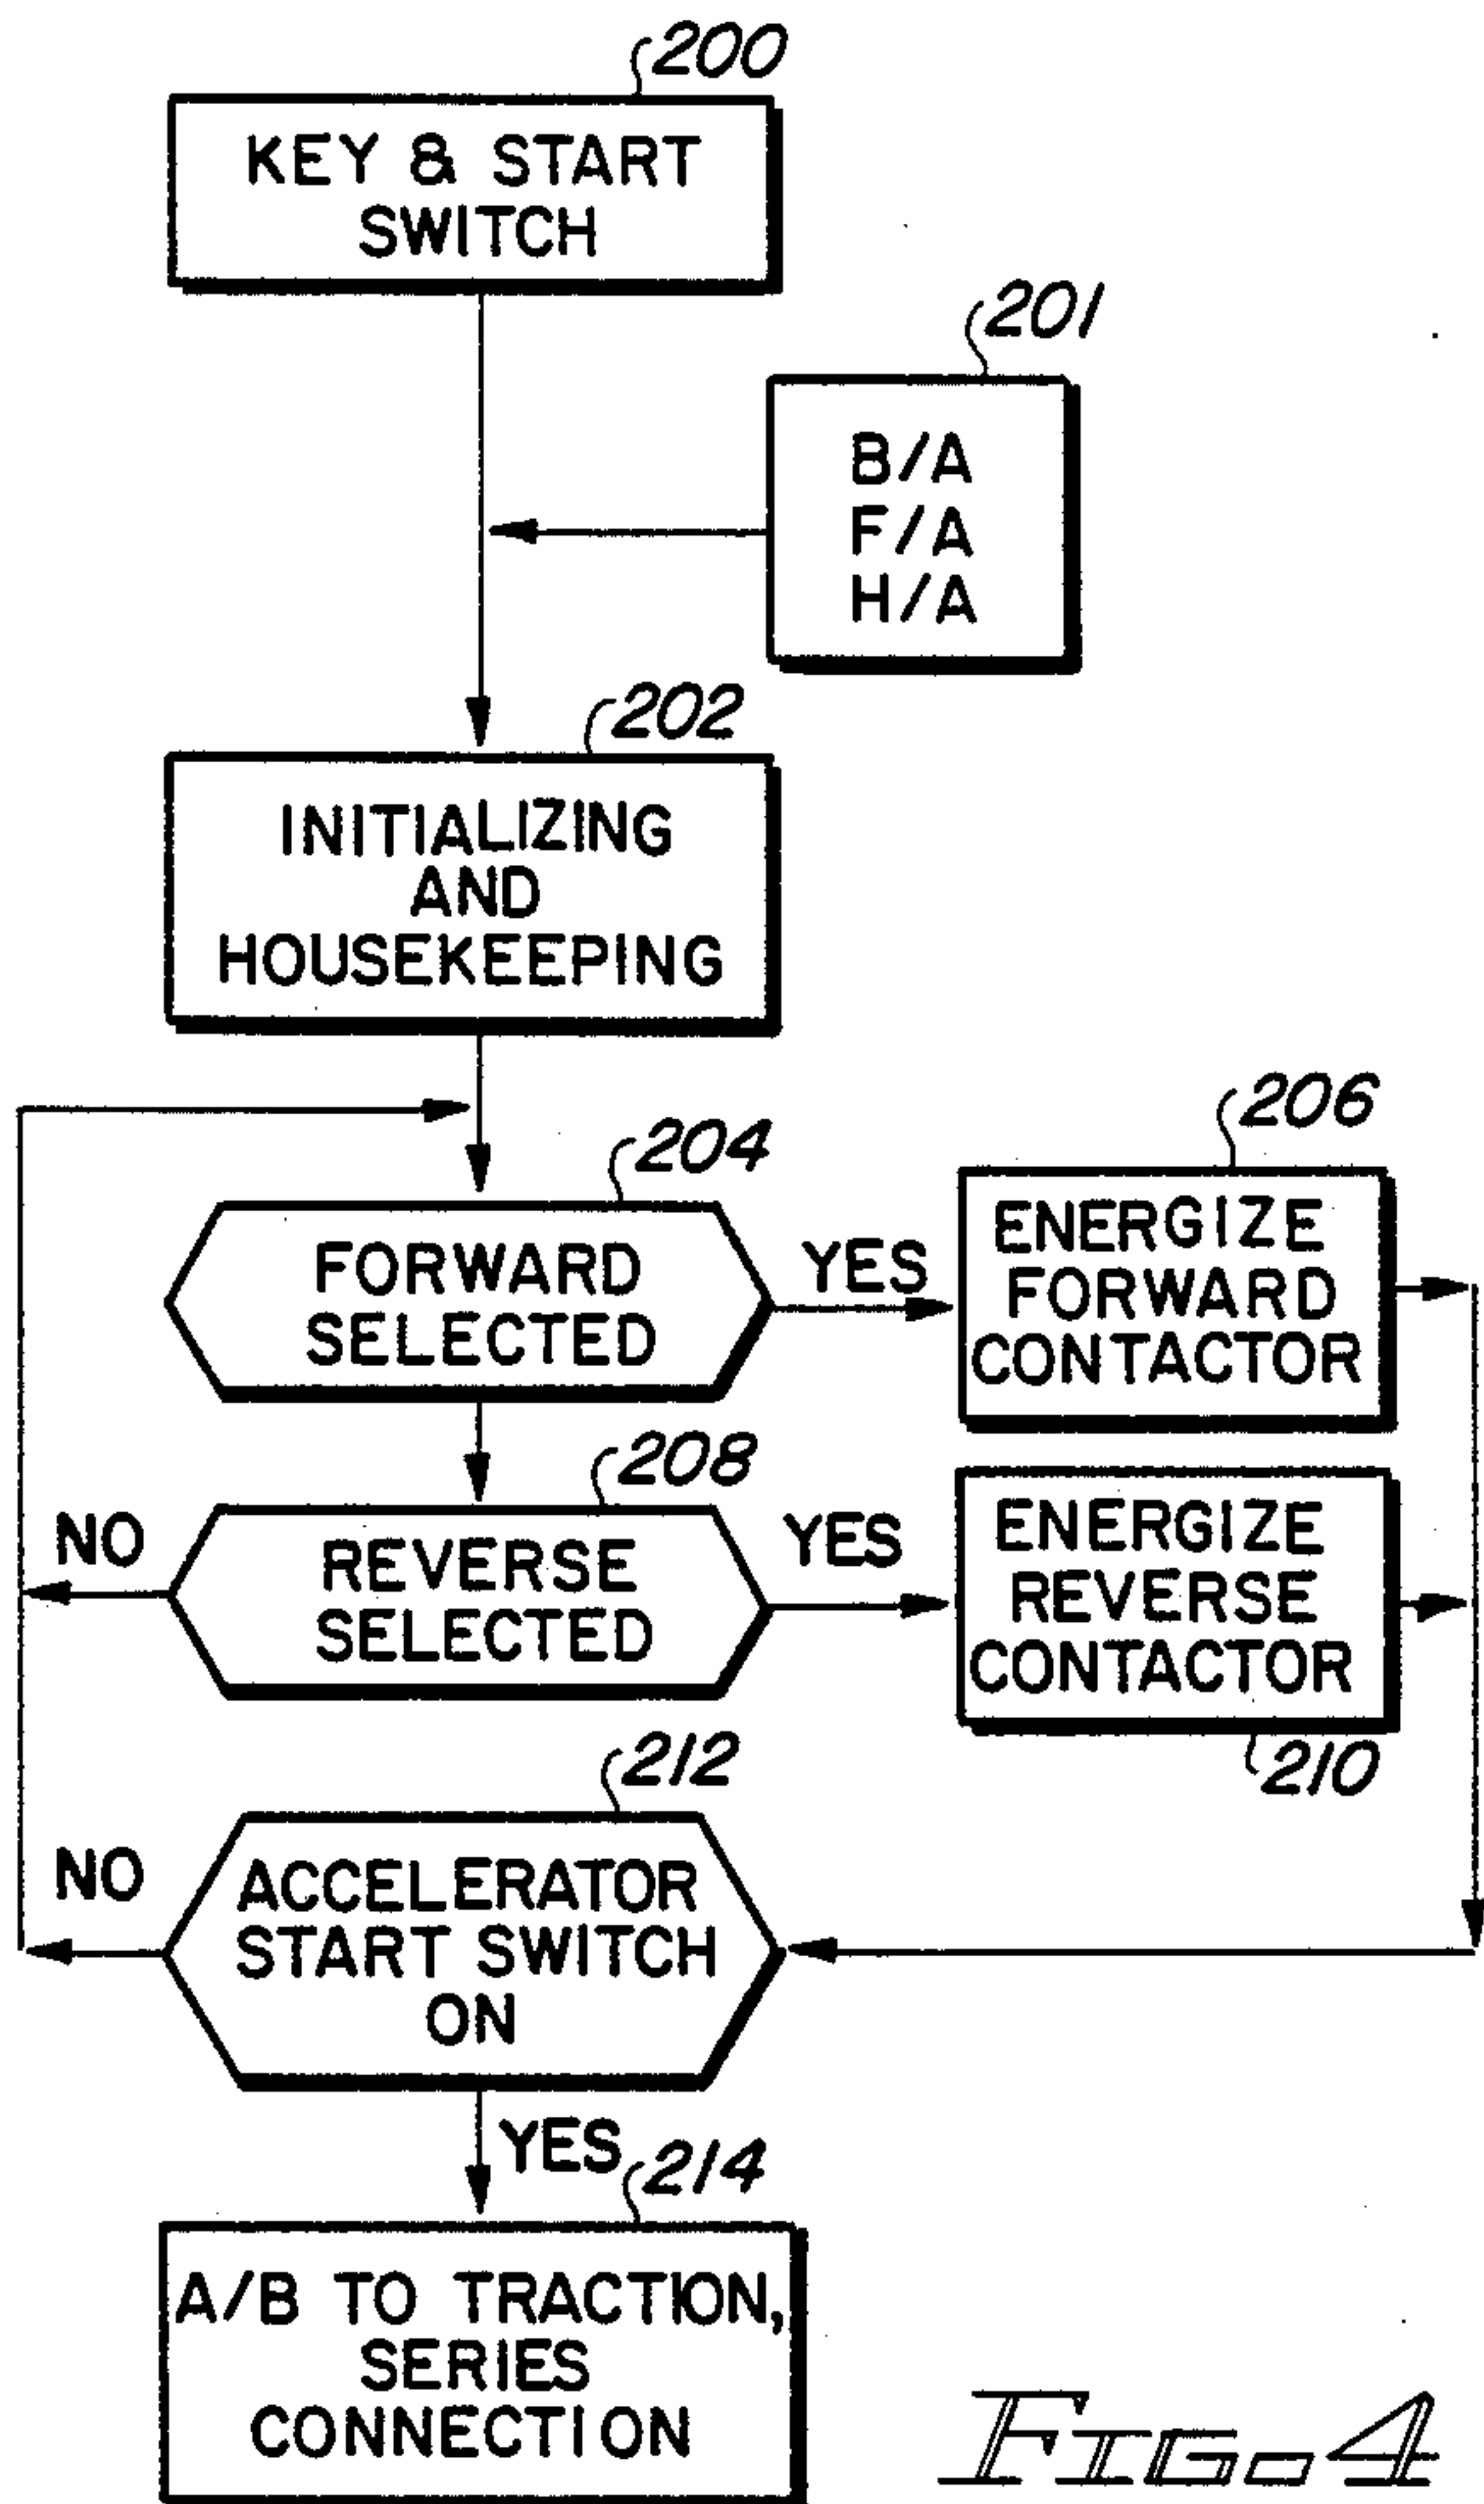 200
KEY & START
SWITCH
201
B/A
F/A
H/A
202
INITIALIZING
AND
HOUSEKEEPING
204
FORWARD
SELECTED
YES
206
ENERGIZE
FORWARD
CONTACTOR
208
REVERSE
SELECTED
NO
YES
ENERGIZE
REVERSE
CONTACTOR
210
212
ACCELERATOR
START SWITCH
ON
NO
YES
214
A/B TO TRACTION,
SERIES
CONNECTION
FIG-4